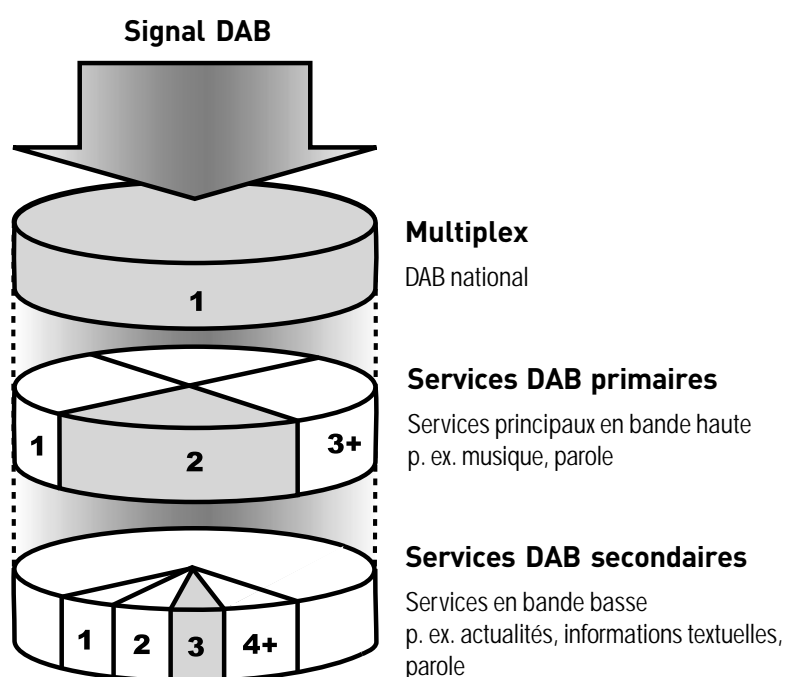 Signal DAB
Multiplex
DAB national
1
Services DAB primaires
Services principaux en bande haute
p. ex. musique, parole
1 2 3+
Services DAB secondaires
Services en bande basse
p. ex. actualités, informations textuelles,
parole
1 2 3 4+